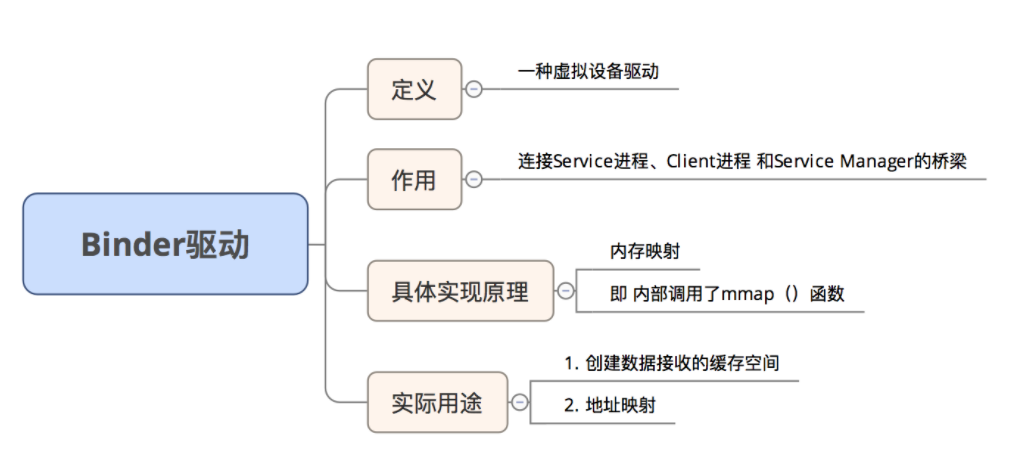 Binder驱动
定义
一种虚拟设备驱动
作用
连接Service进程、Client进程 和Service Manager的桥梁
具体实现原理
内存映射
即 内部调用了mmap（）函数
实际用途
1. 创建数据接收的缓存空间
2. 地址映射